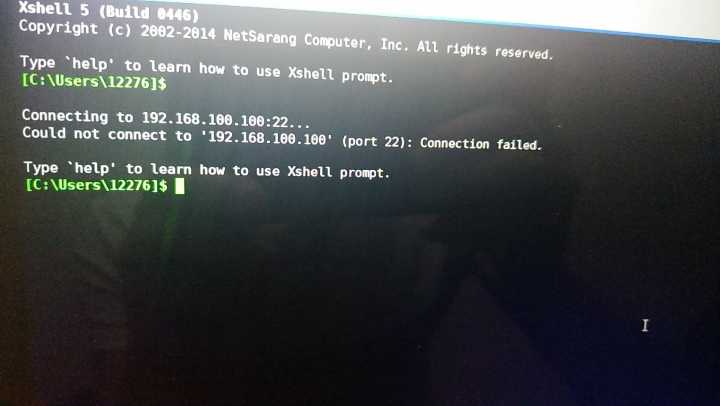 Xshell 5 (Build 0446)
Copyright (c) 2002-2014 NetSarang Computer, Inc. All rights reserved.
Type `help' to learn how to use Xshell prompt.
[C:\Users\12276]$
Connecting to 192.168.100.100:22...
Could not connect to '192.168.100.100' (port 22): Connection failed.
Type `help' to learn how to use Xshell prompt.
[C:\Users\12276]$